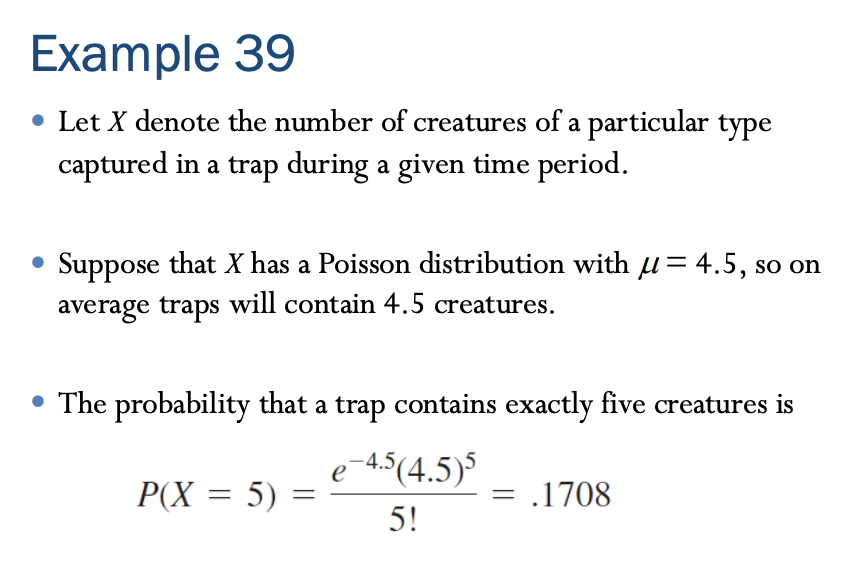 Example 39
• Let X denote the number of creatures of a particular type
captured in a trap during a given time period.
• Suppose that X has a Poisson distribution with μ = 4.5, so on
average traps will contain 4.5 creatures.
• The probability that a trap contains exactly five creatures is
P(X = 5) = e^{-4.5}(4.5)^5 / 5! = .1708